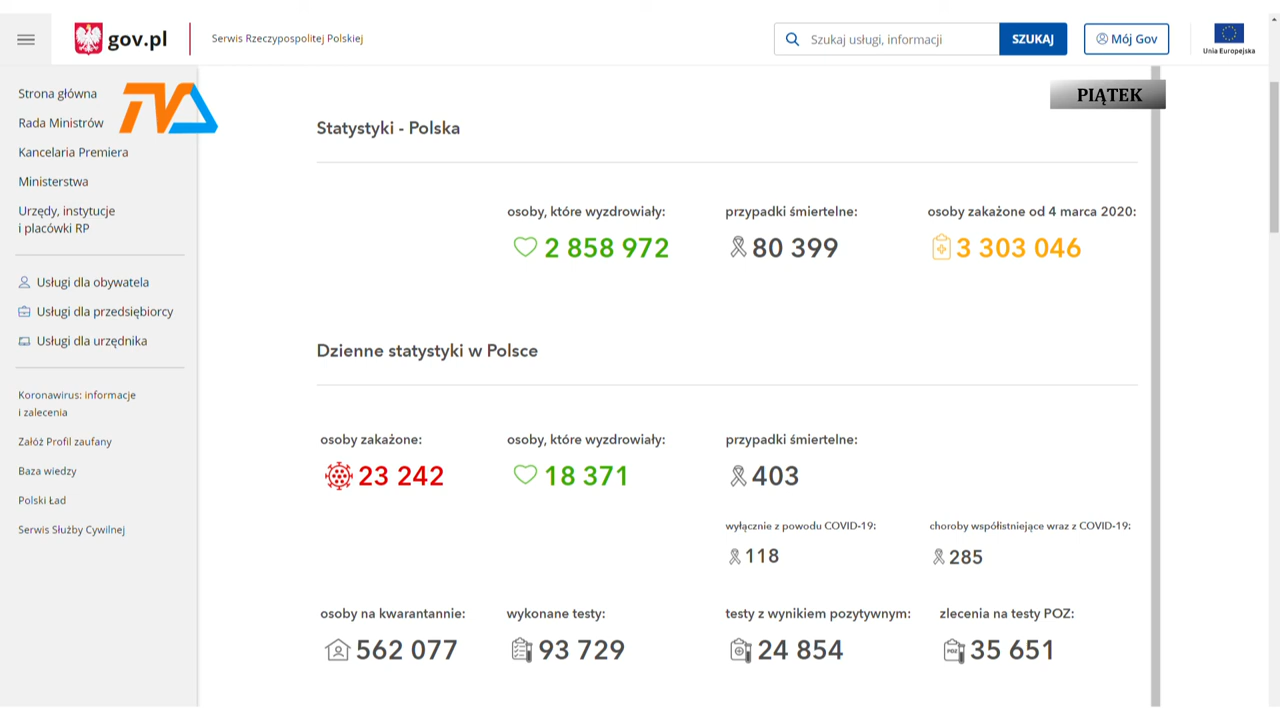 gov.pl
Serwis Rzeczypospolitej Polskiej
Szukaj usługi, informacji
SZUKAJ
Mój Gov
Unia Europejska
Strona główna
Rada Ministrów
Kancelaria Premiera
Ministerstwa
Urzędy, instytucje
i placówki RP
Usługi dla obywatela
Usługi dla przedsiębiorcy
Usługi dla urzędnika
Koronawirus: informacje
i zalecenia
Załóż Profil zaufany
Baza wiedzy
Polski Ład
Serwis Służby Cywilnej
TVA
PIĄTEK
Statystyki - Polska
osoby, które wyzdrowiały: przypadki śmiertelne: osoby zakażone od 4 marca 2020:
2 858 972 80 399 3 303 046
Dzienne statystyki w Polsce
osoby zakażone: osoby, które wyzdrowiały: przypadki śmiertelne:
23 242 18 371 403
wyłącznie z powodu COVID-19: choroby współistniejące wraz z COVID-19:
118 285
osoby na kwarantannie: wykonane testy: testy z wynikiem pozytywnym: zlecenia na testy POZ:
562 077 93 729 24 854 POZ 35 651